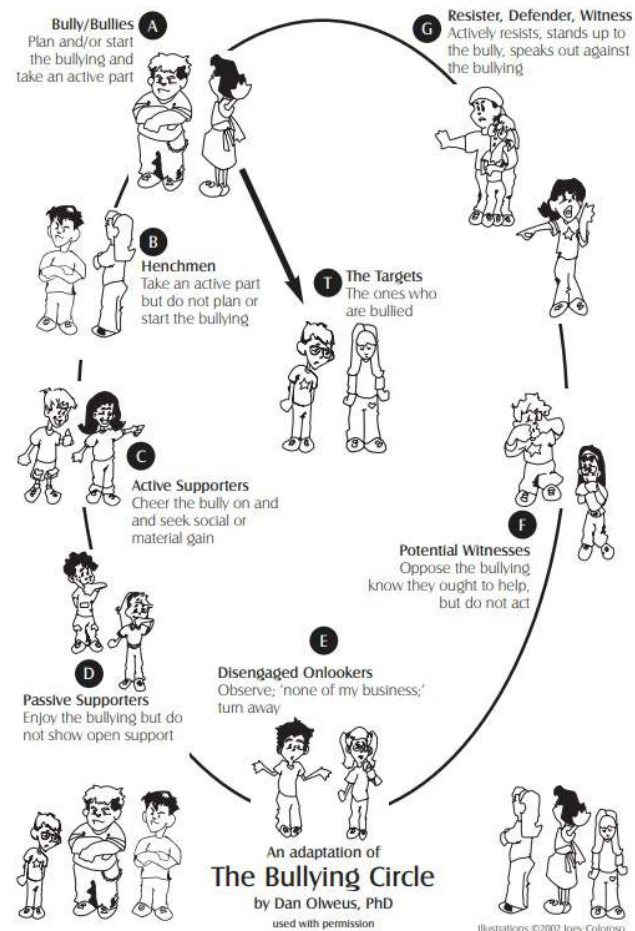 A
Bully/Bullies
Plan and/or start
the bullying and
take an active part
G
Resister, Defender, Witness
Actively resists, stands up to
the bully, speaks out against
the bullying
B
Henchmen
Take an active part
but do not plan or
start the bullying
T
The Targets
The ones who
are bullied
C
Active Supporters
Cheer the bully on and
and seek social or
material gain
F
Potential Witnesses
Oppose the bullying
know they ought to help,
but do not act
D
Passive Supporters
Enjoy the bullying but do
not show open support
E
Disengaged Onlookers
Observe; ‘none of my business;’
turn away
An adaptation of
The Bullying Circle
by Dan Olweus, PhD
used with permission
Illustrations ©2002 Joey Coloroso